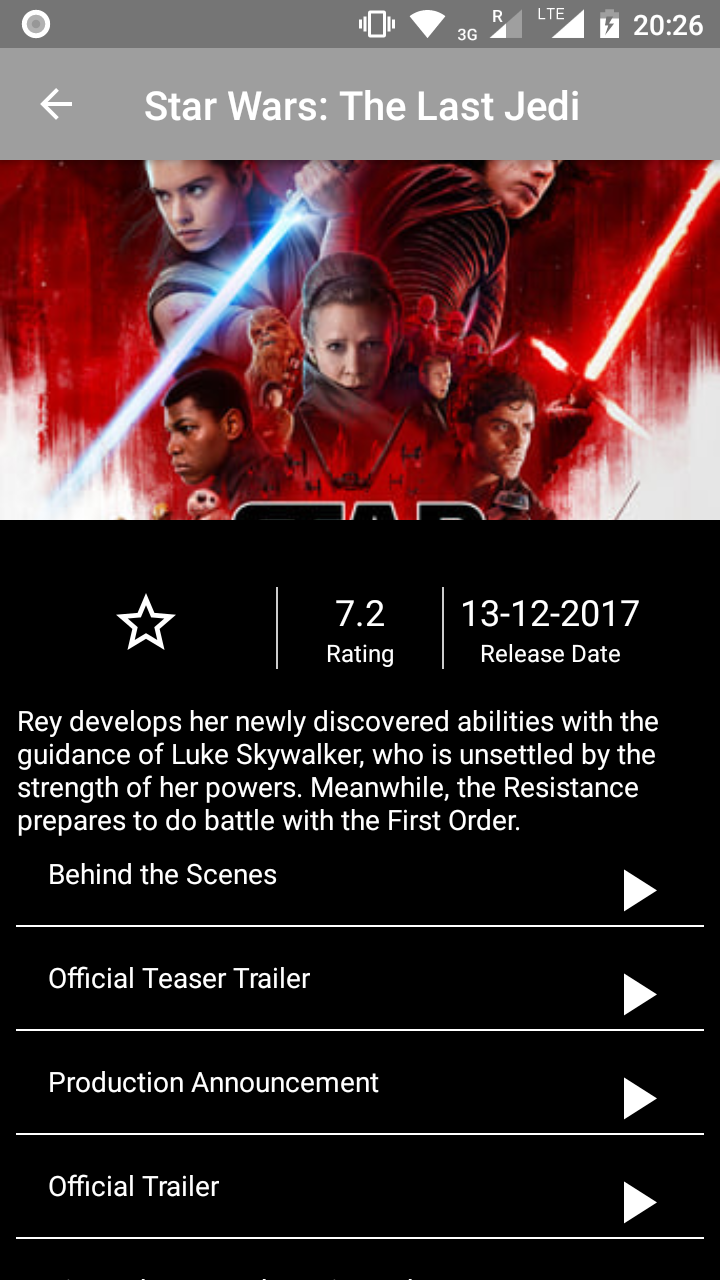 3G R LTE 20:26
Star Wars: The Last Jedi
STAR
7.2
Rating
13-12-2017
Release Date
Rey develops her newly discovered abilities with the
guidance of Luke Skywalker, who is unsettled by the
strength of her powers. Meanwhile, the Resistance
prepares to do battle with the First Order.
Behind the Scenes
Official Teaser Trailer
Production Announcement
Official Trailer